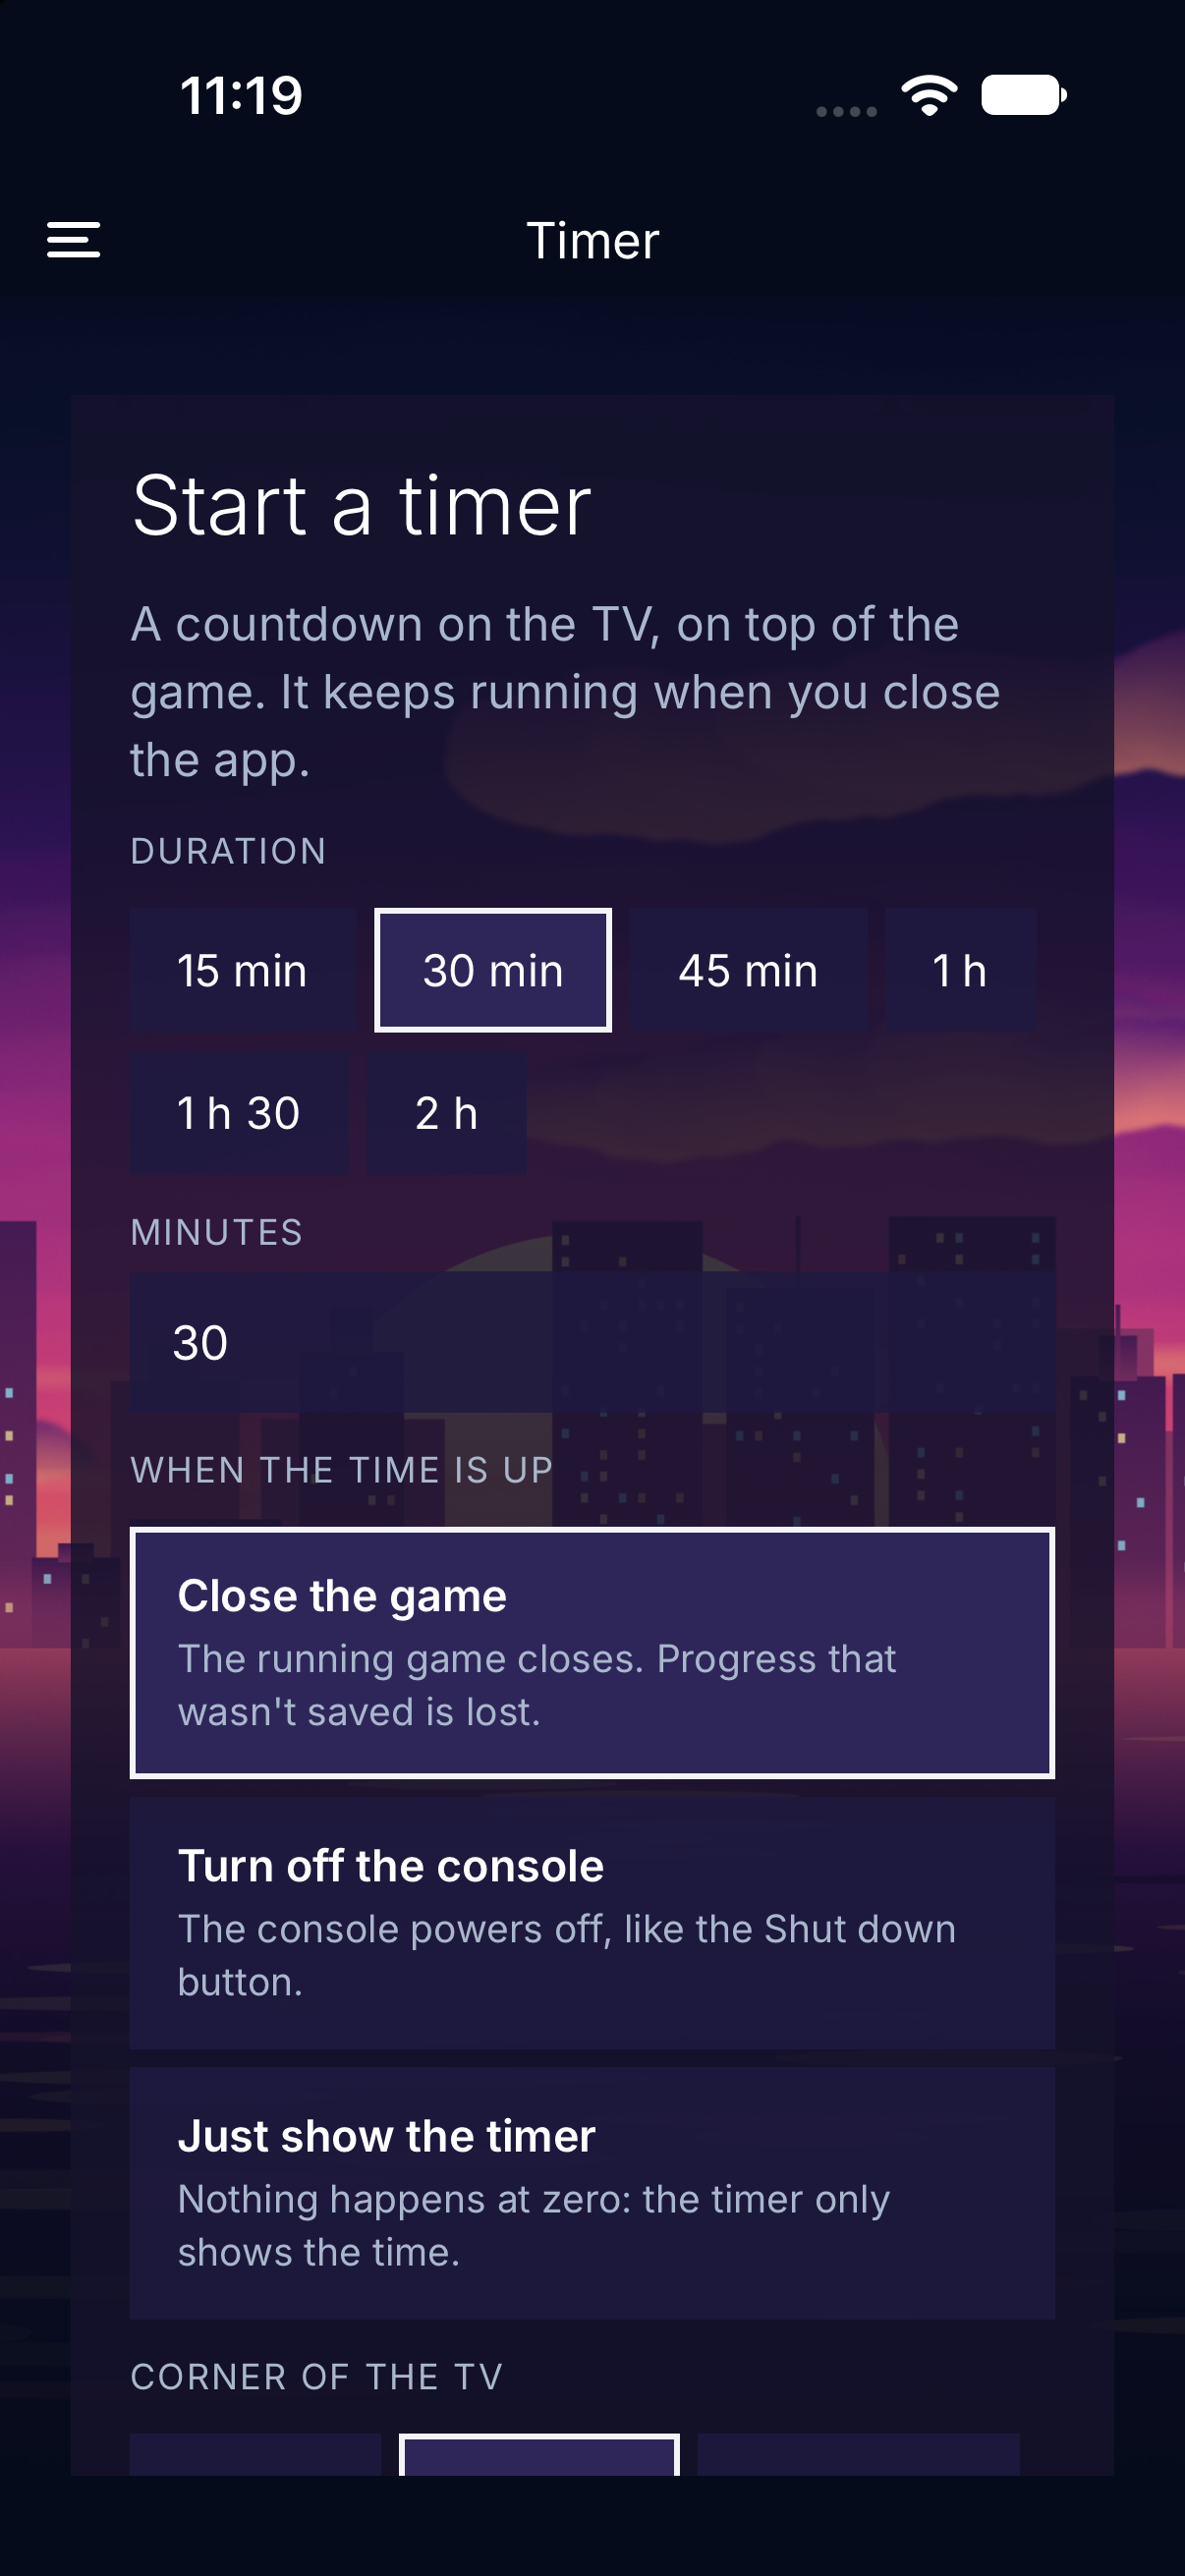 11:19
Timer
Start a timer
A countdown on the TV, on top of the
game. It keeps running when you close
the app.
DURATION
15 min
30 min
45 min
1 h
1 h 30
2 h
MINUTES
30
WHEN THE TIME IS UP
Close the game
The running game closes. Progress that
wasn't saved is lost.
Turn off the console
The console powers off, like the Shut down
button.
Just show the timer
Nothing happens at zero: the timer only
shows the time.
CORNER OF THE TV